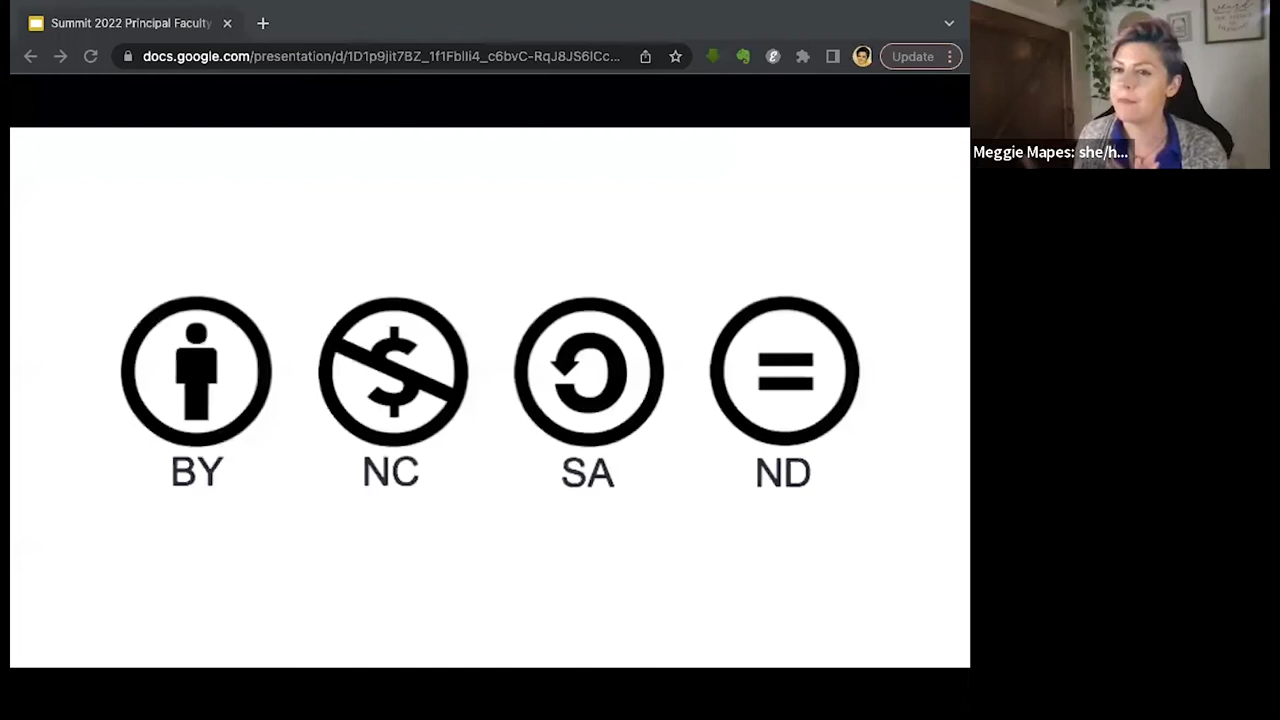 Summit 2022 Principal Faculty
docs.google.com/presentation/d/1D1p9jit7BZ_1f1Fblli4_c6bvC-RqJ8JS6lCc...
Update
Meggie Mapes: she/h...
BY
NC
SA
ND